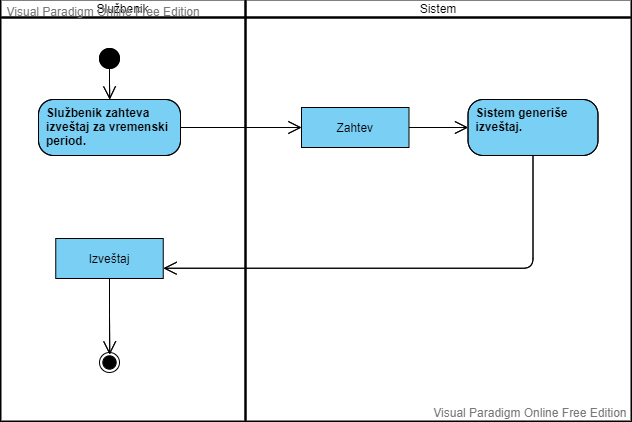 Visual Paradigm Online Free Edition
Službenik
Sistem
Službenik zahteva
izveštaj za vremenski
period.
Zahtev
Sistem generiše
izveštaj.
Izveštaj
Visual Paradigm Online Free Edition